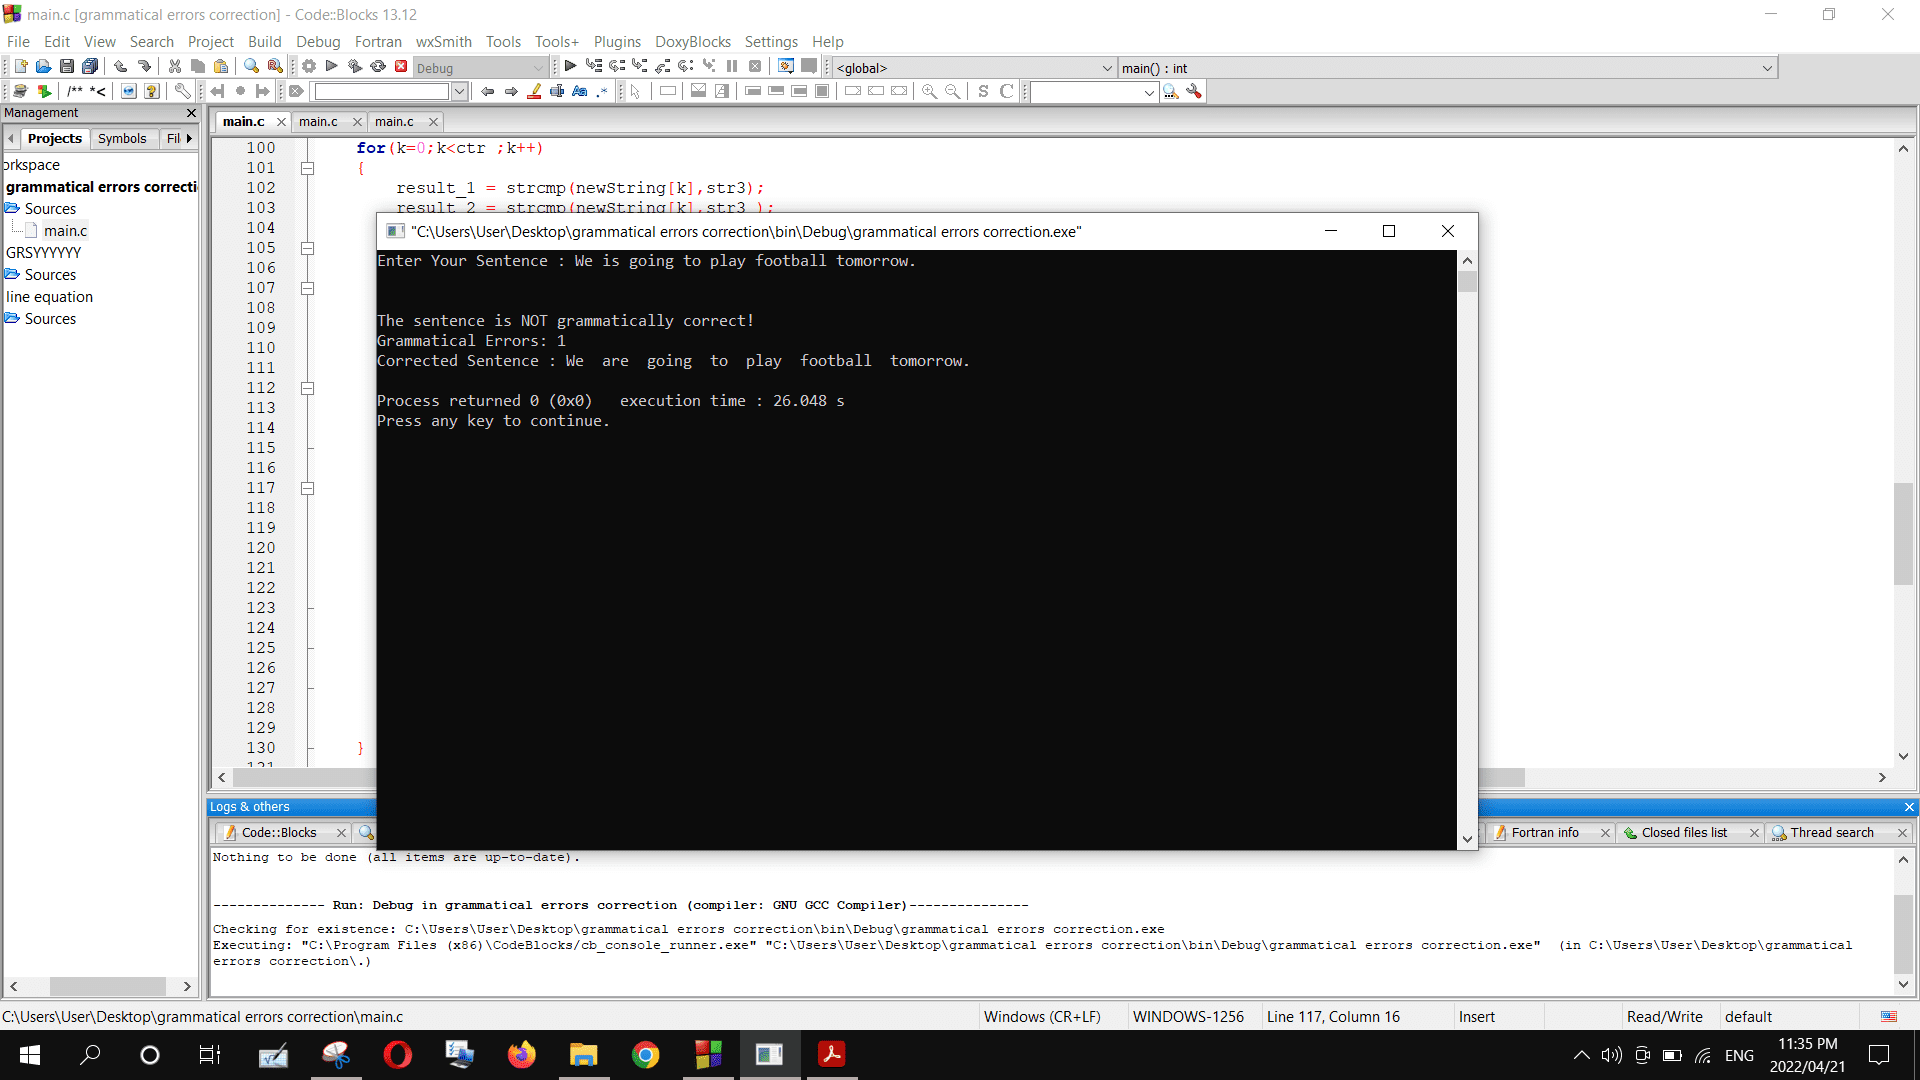 main.c [grammatical errors correction] - Code::Blocks 13.12
File Edit View Search Project Build Debug Fortran wxSmith Tools Tools+ Plugins DoxyBlocks Settings Help
Debug
<global>
main() : int
/** *<
Aa .*
S C
Management
Projects Symbols Fil
main.c main.c main.c
orkspace
grammatical errors correcti
Sources
main.c
GRSYYYYYY
Sources
line equation
Sources
100 for(k=0;k<ctr ;k++)
101 {
102 result_1 = strcmp(newString[k],str3);
103 result_2 = strcmp(newString[k],str3 );
104
105
106
107
108
109
110
111
112
113
114
115
116
117
118
119
120
121
122
123
124
125
126
127
128
129
130 }
131
"C:\Users\User\Desktop\grammatical errors correction\bin\Debug\grammatical errors correction.exe"
Enter Your Sentence : We is going to play football tomorrow.
The sentence is NOT grammatically correct!
Grammatical Errors: 1
Corrected Sentence : We  are  going  to  play  football  tomorrow.
Process returned 0 (0x0)   execution time : 26.048 s
Press any key to continue.
Logs & others
Code::Blocks
Fortran info
Closed files list
Thread search
Nothing to be done (all items are up-to-date).
-------------- Run: Debug in grammatical errors correction (compiler: GNU GCC Compiler)---------------
Checking for existence: C:\Users\User\Desktop\grammatical errors correction\bin\Debug\grammatical errors correction.exe
Executing: "C:\Program Files (x86)\CodeBlocks/cb_console_runner.exe" "C:\Users\User\Desktop\grammatical errors correction\bin\Debug\grammatical errors correction.exe"  (in C:\Users\User\Desktop\grammatical
errors correction\.)
C:\Users\User\Desktop\grammatical errors correction\main.c
Windows (CR+LF)
WINDOWS-1256
Line 117, Column 16
Insert
Read/Write
default
ENG
11:35 PM
2022/04/21